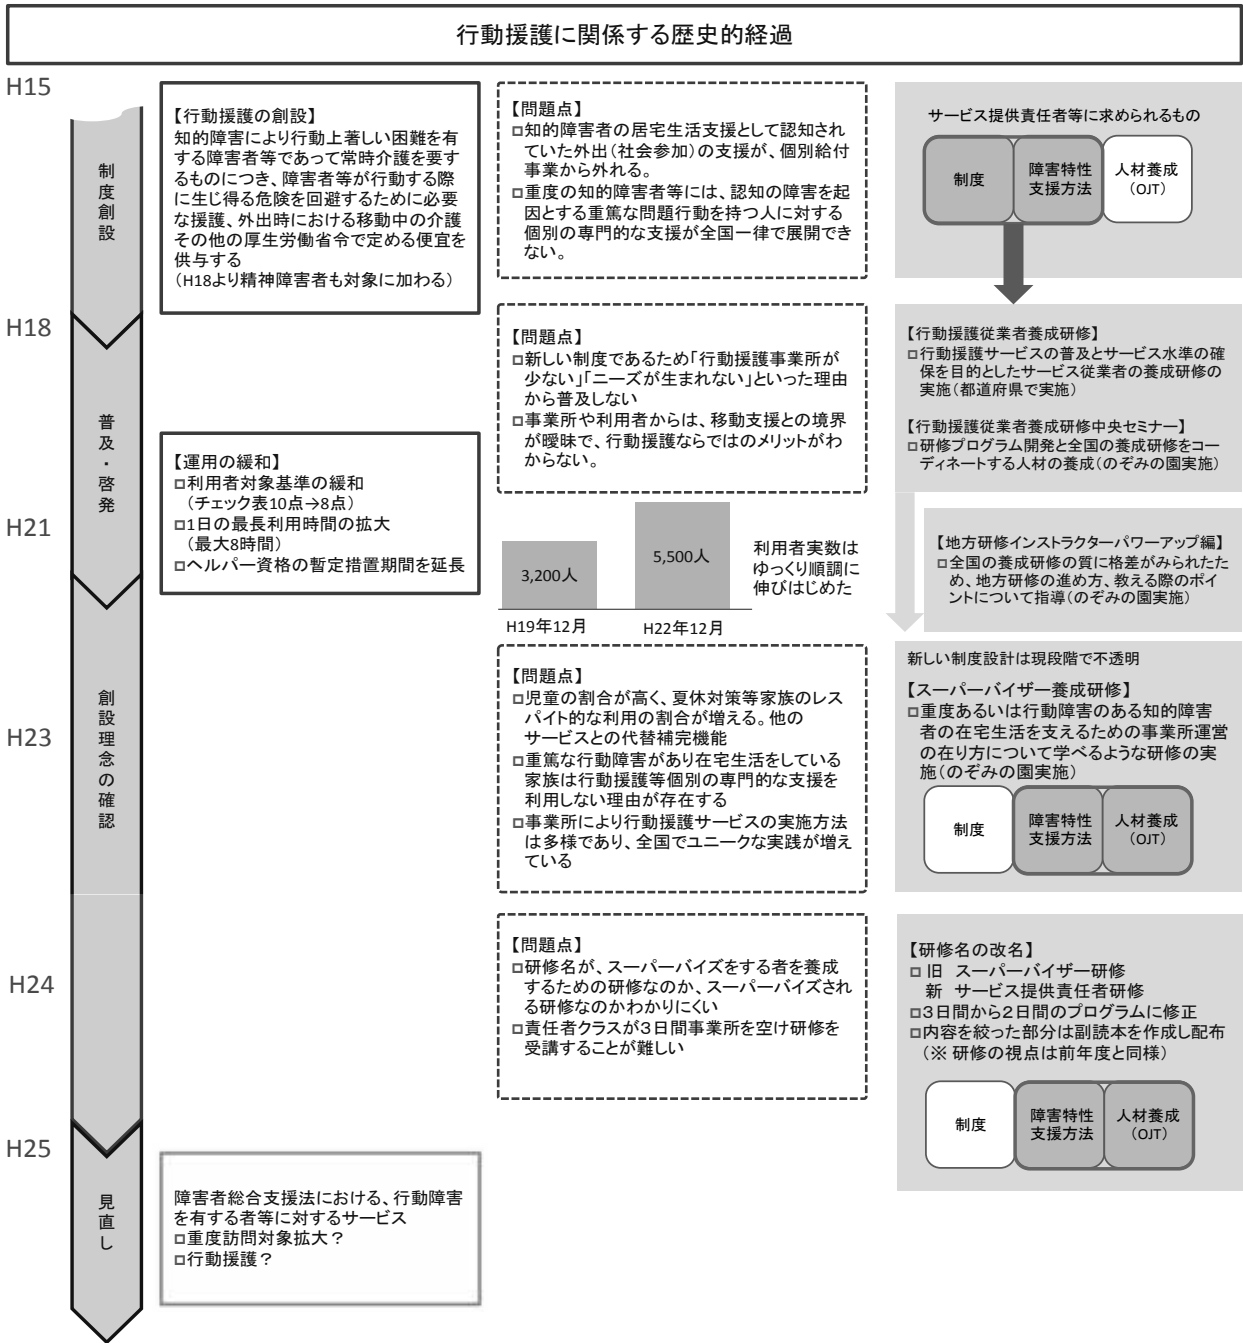 行動援護に関係する歴史的経過
H15
制度創設
【行動援護の創設】
知的障害により行動上著しい困難を有
する障害者等であって常時介護を要す
るものにつき、障害者等が行動する際
に生じ得る危険を回避するために必要
な援護、外出時における移動中の介護
その他の厚生労働省令で定める便宜を
供与する
(H18より精神障害者も対象に加わる)
【問題点】
□知的障害者の居宅生活支援として認知され
ていた外出(社会参加)の支援が、個別給付
事業から外れる。
□重度の知的障害者等には、認知の障害を起
因とする重篤な問題行動を持つ人に対する
個別の専門的な支援が全国一律で展開でき
ない。
サービス提供責任者等に求められるもの
制度
障害特性
支援方法
人材養成
(OJT)
H18
普及・啓発
【問題点】
□新しい制度であるため「行動援護事業所が
少ない」「ニーズが生まれない」といった理由
から普及しない
□事業所や利用者からは、移動支援との境界
が曖昧で、行動援護ならではのメリットがわ
からない。
【行動援護従業者養成研修】
□行動援護サービスの普及とサービス水準の確
保を目的としたサービス従業者の養成研修の
実施(都道府県で実施)
【行動援護従業者養成研修中央セミナー】
□研修プログラム開発と全国の養成研修をコー
ディネートする人材の養成(のぞみの園実施)
【運用の緩和】
□利用者対象基準の緩和
(チェック表10点→8点)
□1日の最長利用時間の拡大
(最大8時間)
□ヘルパー資格の暫定措置期間を延長
H21
3,200人
5,500人
H19年12月
H22年12月
利用者実数は
ゆっくり順調に
伸びはじめた
【地方研修インストラクターパワーアップ編】
□全国の養成研修の質に格差がみられたた
め、地方研修の進め方、教える際のポイ
ントについて指導(のぞみの園実施)
創設理念の確認
H23
【問題点】
□児童の割合が高く、夏休対策等家族のレス
パイト的な利用の割合が増える。他の
サービスとの代替補完機能
□重篤な行動障害があり在宅生活をしている
家族は行動援護等個別の専門的な支援を
利用しない理由が存在する
□事業所により行動援護サービスの実施方法
は多様であり、全国でユニークな実践が増え
ている
新しい制度設計は現段階で不透明
【スーパーバイザー養成研修】
□重度あるいは行動障害のある知的障害
者の在宅生活を支えるための事業所運営
の在り方について学べるような研修の実
施(のぞみの園実施)
制度
障害特性
支援方法
人材養成
(OJT)
H24
【問題点】
□研修名が、スーパーバイズをする者を養成
するための研修なのか、スーパーバイズされ
る研修なのかわかりにくい
□責任者クラスが3日間事業所を空け研修を
受講することが難しい
【研修名の改名】
□ 旧 スーパーバイザー研修
新 サービス提供責任者研修
□3日間から2日間のプログラムに修正
□内容を絞った部分は副読本を作成し配布
(※ 研修の視点は前年度と同様)
制度
障害特性
支援方法
人材養成
(OJT)
H25
見直し
障害者総合支援法における、行動障害
を有する者等に対するサービス
□重度訪問対象拡大?
□行動援護?